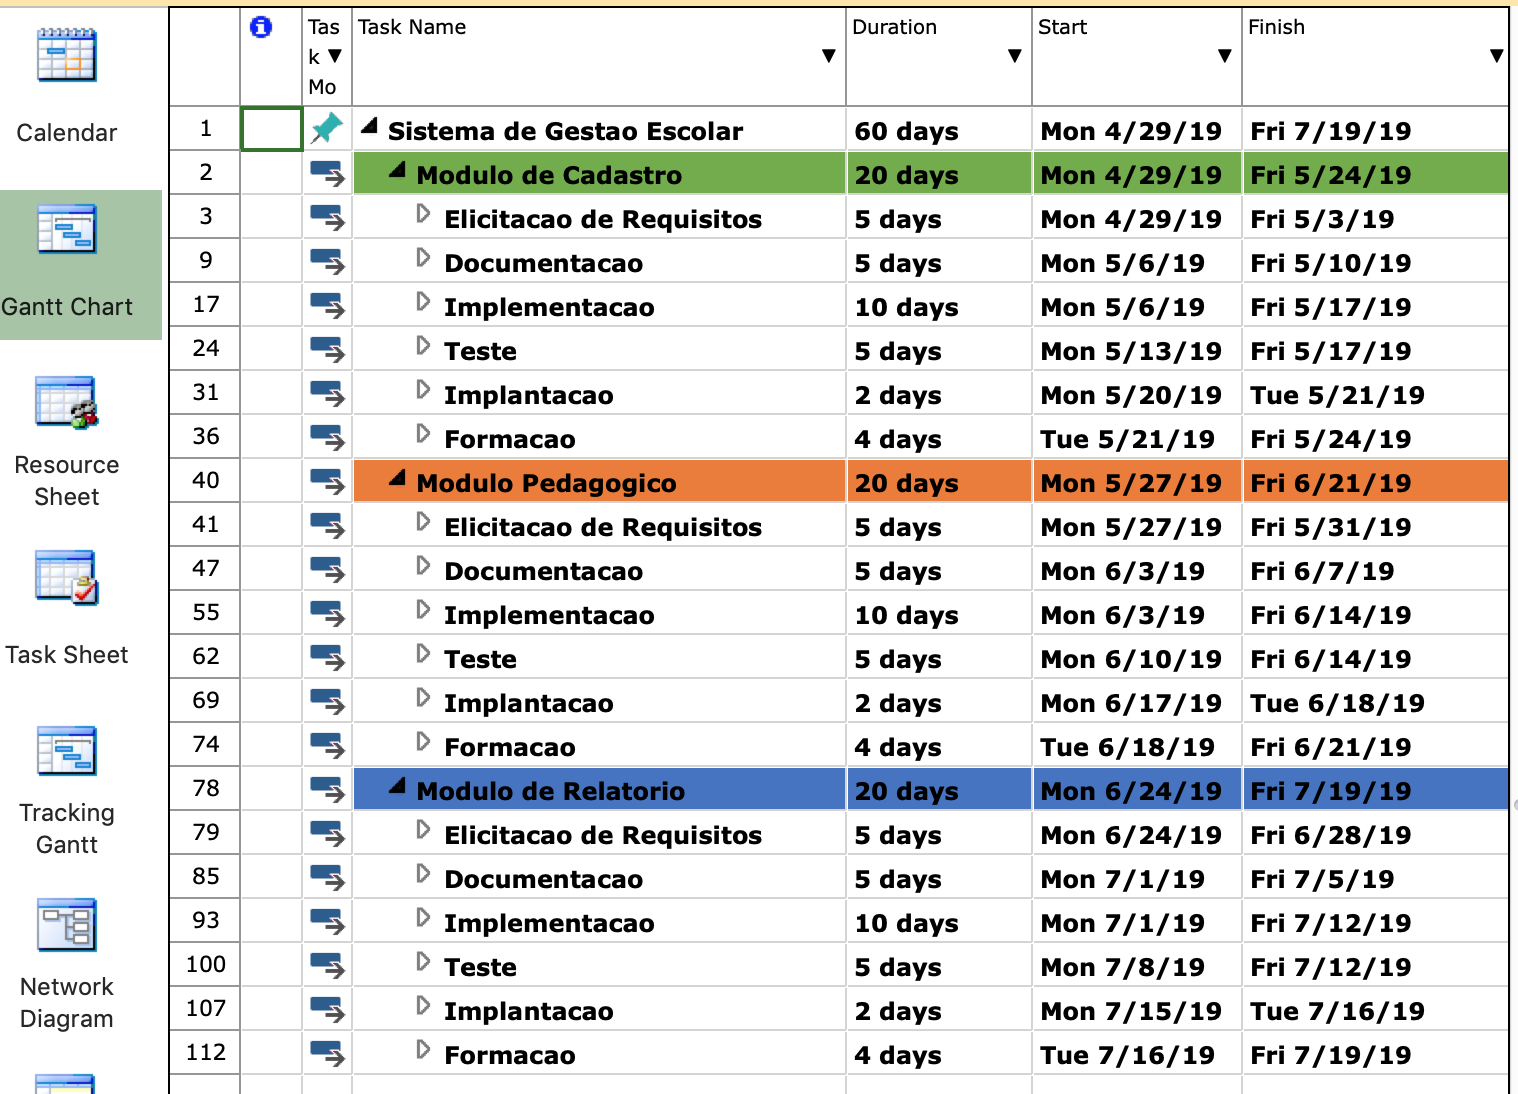 Calendar
Gantt Chart
Resource
Sheet
Task Sheet
Tracking
Gantt
Network
Diagram
Tas
k
Mo
Task Name
Duration
Start
Finish
1 Sistema de Gestao Escolar 60 days Mon 4/29/19 Fri 7/19/19
2 Modulo de Cadastro 20 days Mon 4/29/19 Fri 5/24/19
3 Elicitacao de Requisitos 5 days Mon 4/29/19 Fri 5/3/19
9 Documentacao 5 days Mon 5/6/19 Fri 5/10/19
17 Implementacao 10 days Mon 5/6/19 Fri 5/17/19
24 Teste 5 days Mon 5/13/19 Fri 5/17/19
31 Implantacao 2 days Mon 5/20/19 Tue 5/21/19
36 Formacao 4 days Tue 5/21/19 Fri 5/24/19
40 Modulo Pedagogico 20 days Mon 5/27/19 Fri 6/21/19
41 Elicitacao de Requisitos 5 days Mon 5/27/19 Fri 5/31/19
47 Documentacao 5 days Mon 6/3/19 Fri 6/7/19
55 Implementacao 10 days Mon 6/3/19 Fri 6/14/19
62 Teste 5 days Mon 6/10/19 Fri 6/14/19
69 Implantacao 2 days Mon 6/17/19 Tue 6/18/19
74 Formacao 4 days Tue 6/18/19 Fri 6/21/19
78 Modulo de Relatorio 20 days Mon 6/24/19 Fri 7/19/19
79 Elicitacao de Requisitos 5 days Mon 6/24/19 Fri 6/28/19
85 Documentacao 5 days Mon 7/1/19 Fri 7/5/19
93 Implementacao 10 days Mon 7/1/19 Fri 7/12/19
100 Teste 5 days Mon 7/8/19 Fri 7/12/19
107 Implantacao 2 days Mon 7/15/19 Tue 7/16/19
112 Formacao 4 days Tue 7/16/19 Fri 7/19/19